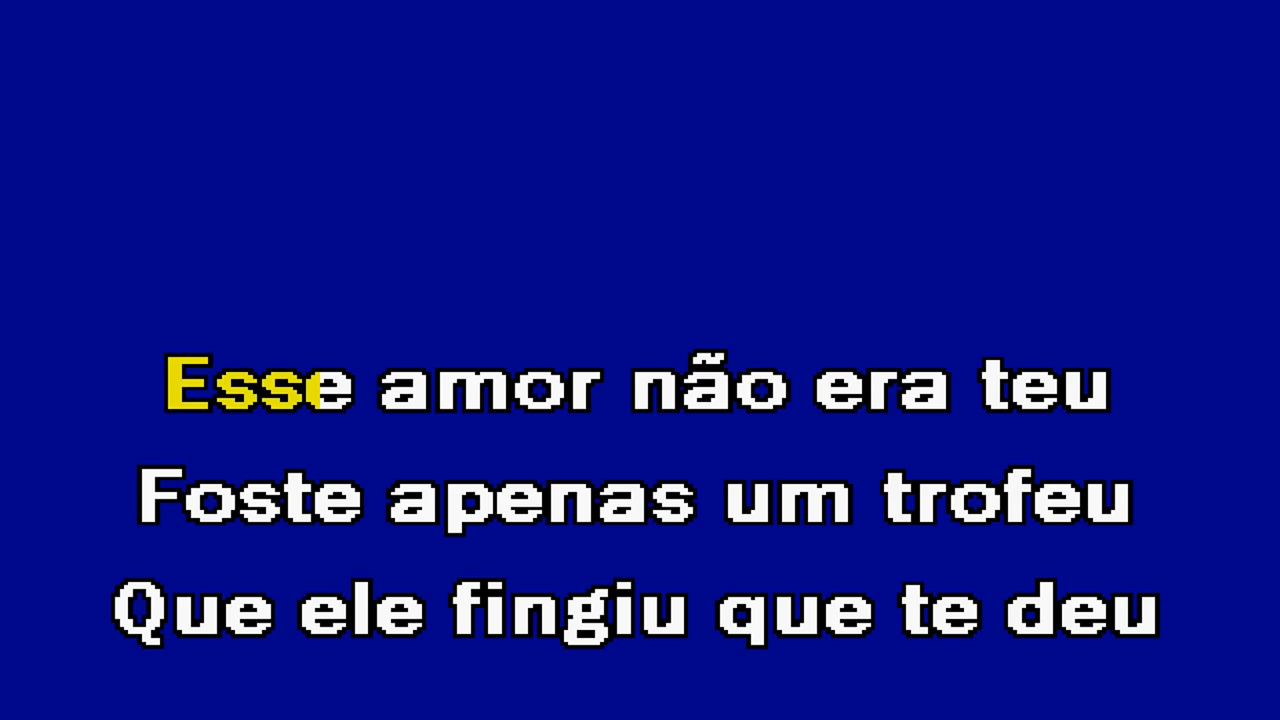 Esse amor não era teu
Foste apenas um trofeu
Que ele fingiu que te deu